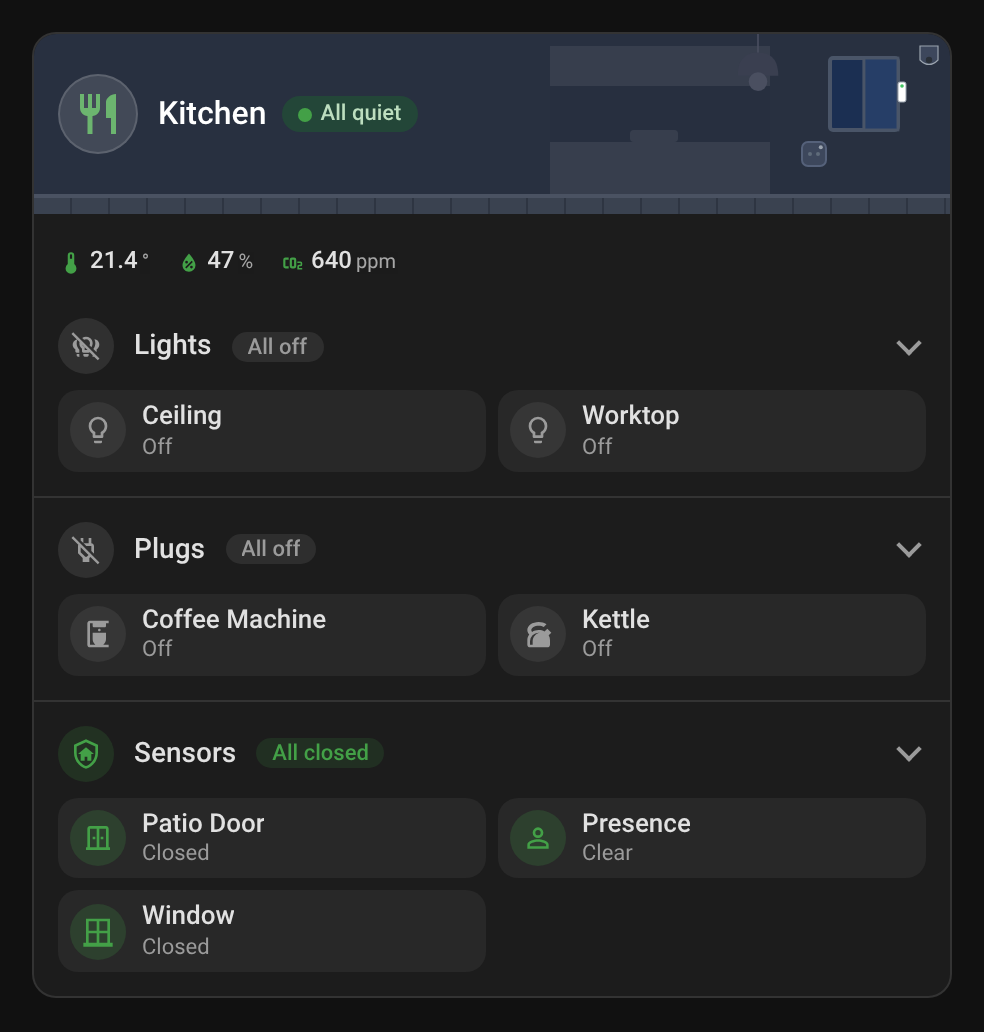 Kitchen All quiet
21.4 ° 47 % CO₂ 640 ppm
Lights All off
Ceiling Worktop
Off Off
Plugs All off
Coffee Machine Kettle
Off Off
Sensors All closed
Patio Door Presence
Closed Clear
Window
Closed